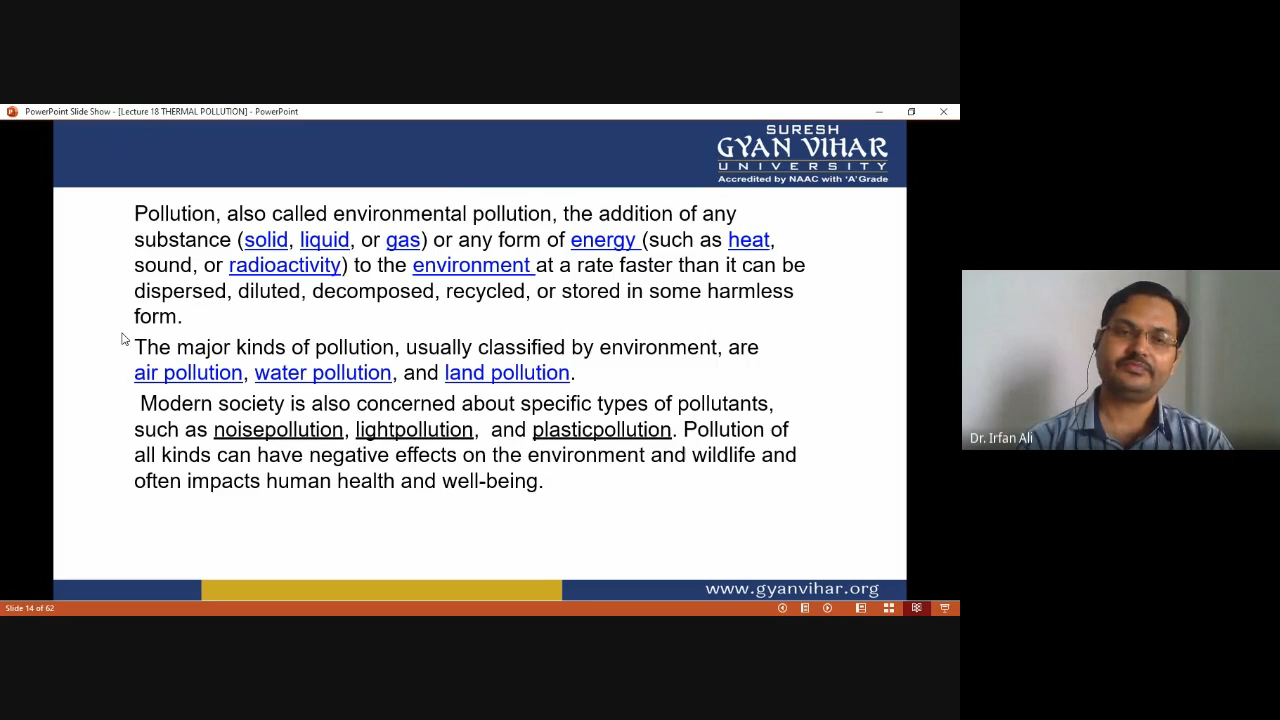 PowerPoint Slide Show - [Lecture 18 THERMAL POLLUTION] - PowerPoint
SURESH
GYAN VIHAR
UNIVERSITY
Accredited by NAAC with 'A' Grade
Pollution, also called environmental pollution, the addition of any
substance (solid, liquid, or gas) or any form of energy (such as heat,
sound, or radioactivity) to the environment at a rate faster than it can be
dispersed, diluted, decomposed, recycled, or stored in some harmless
form.
The major kinds of pollution, usually classified by environment, are
air pollution, water pollution, and land pollution.
Modern society is also concerned about specific types of pollutants,
such as noisepollution, lightpollution, and plasticpollution. Pollution of
all kinds can have negative effects on the environment and wildlife and
often impacts human health and well-being.
www.gyanvihar.org
Slide 14 of 62
Dr. Irfan Ali